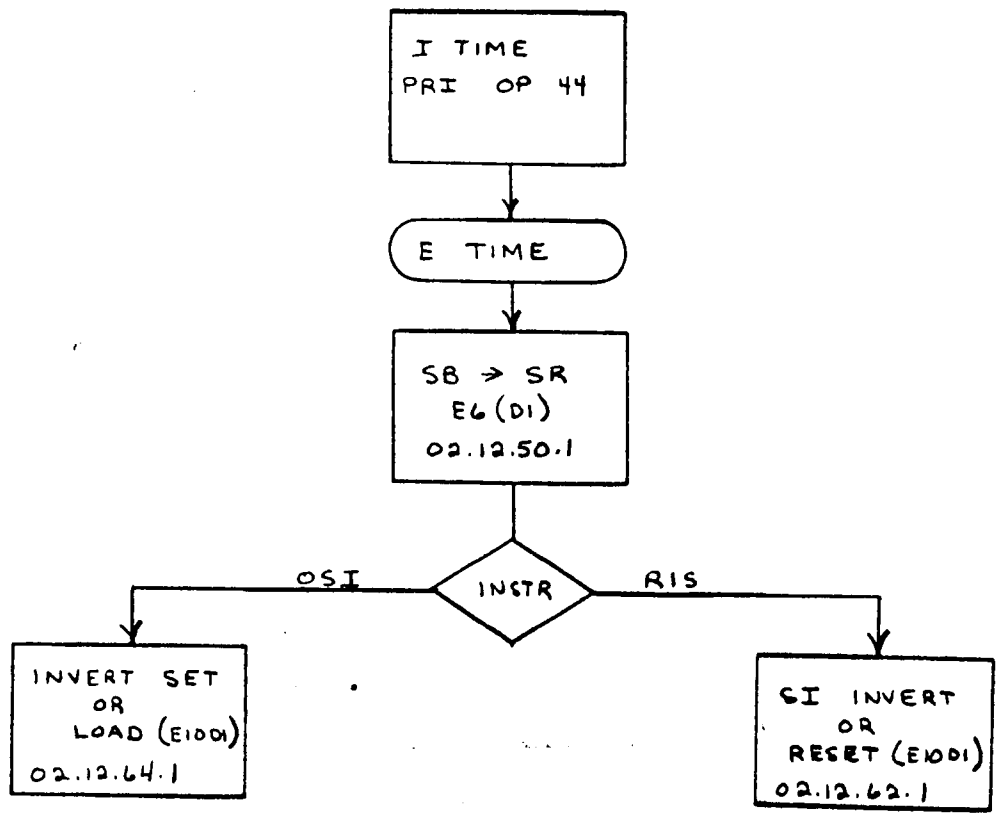 I TIME
PRI OP 44
E TIME
SB → SR
E6 (D1)
02.12.50.1
INSTR
OSI
RIS
INVERT SET
OR
LOAD (E10D1)
02.12.64.1
SI INVERT
OR
RESET (E10D1)
02.12.62.1